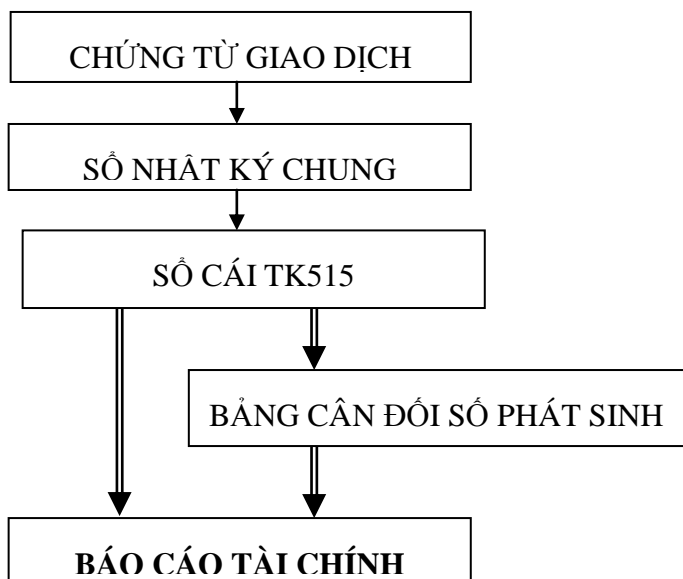 CHỨNG TỪ GIAO DỊCH
SỔ NHÂT KÝ CHUNG
SỔ CÁI TK515
BẢNG CÂN ĐỐI SỐ PHÁT SINH
BÁO CÁO TÀI CHÍNH